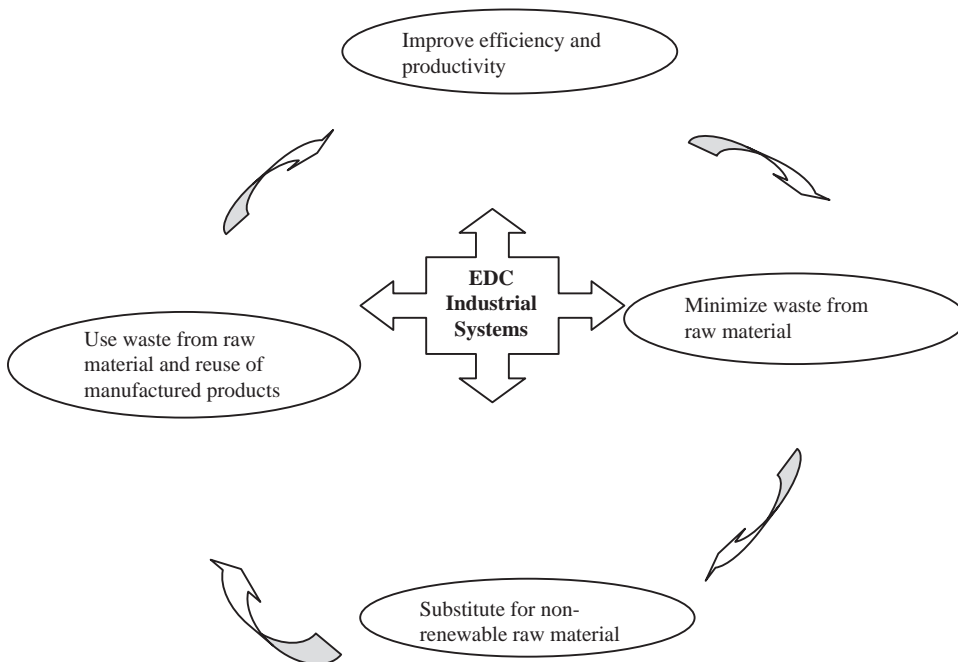 Improve efficiency and
productivity
EDC
Industrial
Systems
Minimize waste from
raw material
Use waste from raw
material and reuse of
manufactured products
Substitute for non-
renewable raw material